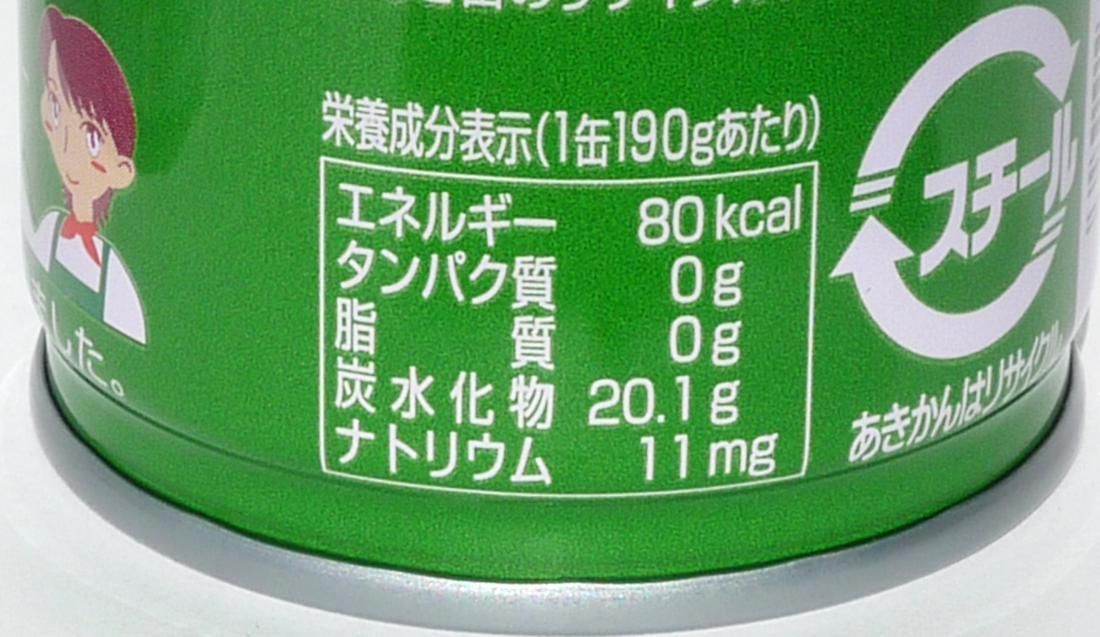 栄養成分表示(1缶190gあたり)
エネルギー 80kcal
タンパク質 0g
脂質 0g
炭水化物 20.1g
ナトリウム 11mg
スチール
あきかんはリサイクル
した。